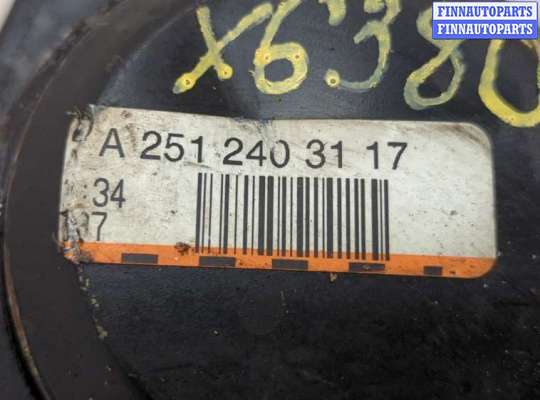 FINNAUTOPARTS
FINNAUTOPARTS
X6380
A 251 240 31 17
34